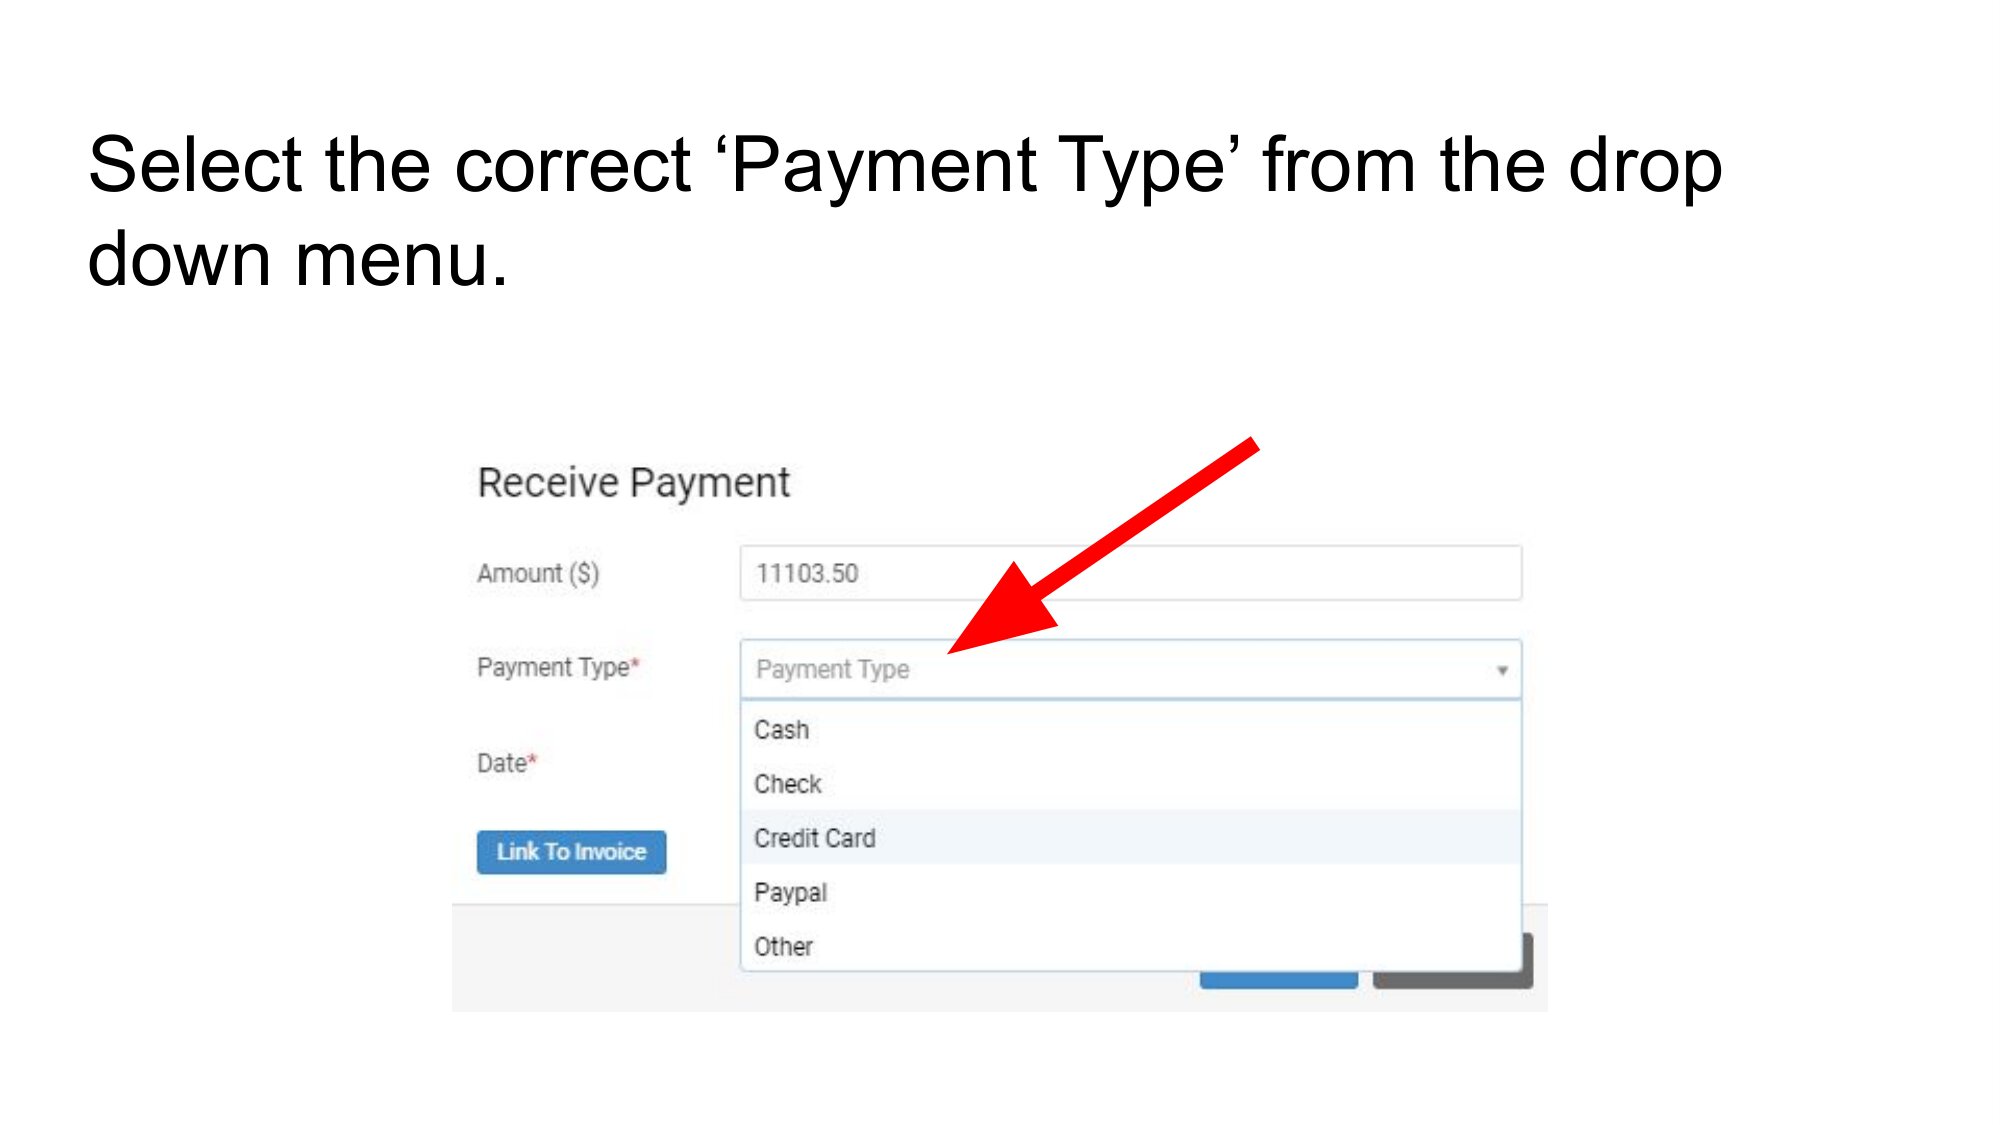 Select the correct ‘Payment Type’ from the drop
down menu.
Receive Payment
Amount ($) 11103.50
Payment Type* Payment Type
Cash
Date*
Check
Credit Card
Link To Invoice
Paypal
Other